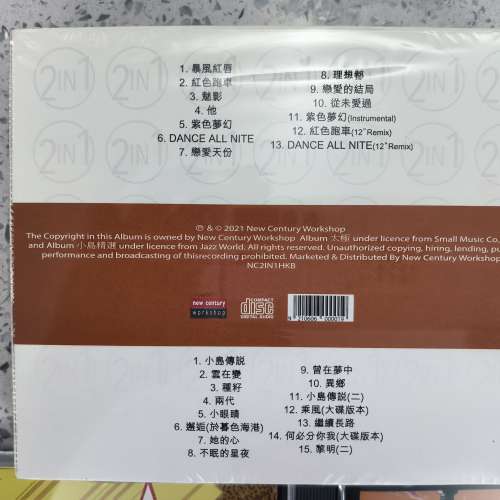 2 IN 1
1. 暴風紅唇
2. 紅色跑車
3. 魅影
4. 他
5. 紫色夢幻
6. DANCE ALL NITE
7. 戀愛天份
8. 理想都
9. 戀愛的結局
10. 從未愛過
11. 紫色夢幻(Instrumental)
12. 紅色跑車(12"Remix)
13. DANCE ALL NITE(12"Remix)
℗ & © 2021 New Century Workshop
The Copyright in this Album is owned by New Century Workshop Album 太極 under licence from Small Music Co.
and Album 小島精選 under licence from Jazz World. All rights reserved. Unauthorized copying, hiring, lending, pu
performance and broadcasting of thisrecording prohibited. Marketed & Distributed By New Century Workshop
NC2IN1HKB
new century
workshop
COMPACT
disc
DIGITAL AUDIO
1. 小島傳説
2. 雲在變
3. 種籽
4. 兩代
5. 小眼睛
6. 邂逅(於暮色海港)
7. 她的心
8. 不眠的星夜
9. 曾在夢中
10. 異鄉
11. 小島傳説(二)
12. 乘風(大碟版本)
13. 繼續長路
14. 何必分你我(大碟版本)
15. 黎明(二)